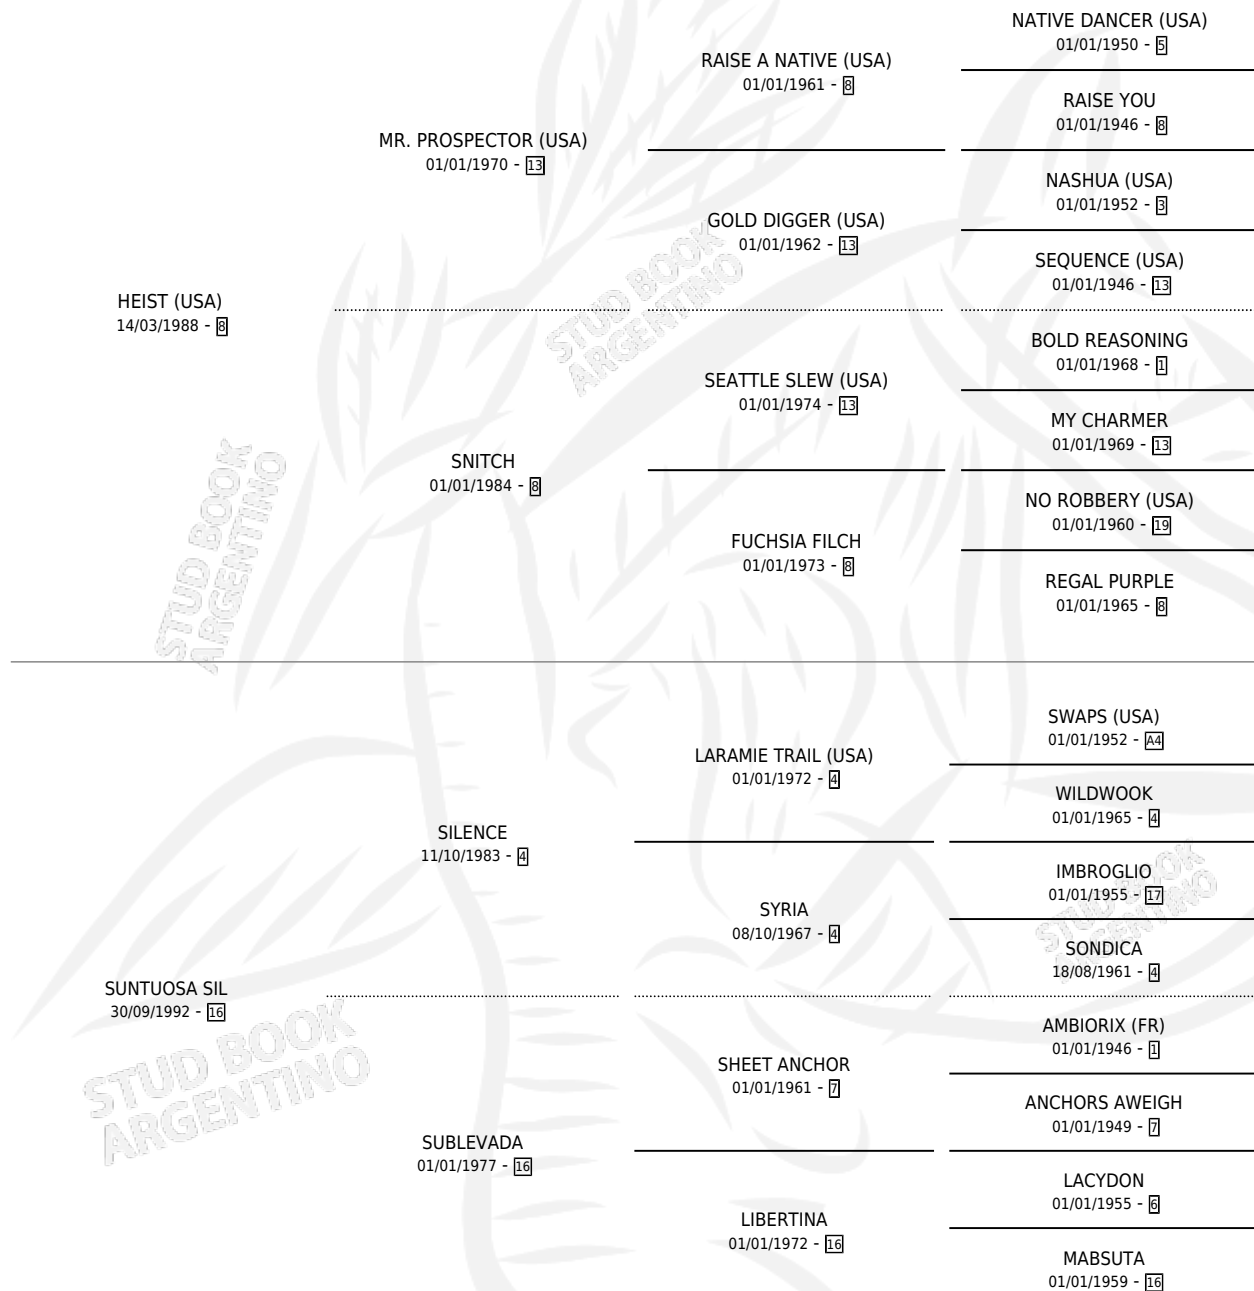 NATIVE DANCER (USA)
01/01/1950 - 5
RAISE A NATIVE (USA)
01/01/1961 - 8
RAISE YOU
01/01/1946 - 8
MR. PROSPECTOR (USA)
01/01/1970 - 13
NASHUA (USA)
01/01/1952 - 3
GOLD DIGGER (USA)
01/01/1962 - 13
SEQUENCE (USA)
01/01/1946 - 13
HEIST (USA)
14/03/1988 - 8
BOLD REASONING
01/01/1968 - 1
SEATTLE SLEW (USA)
01/01/1974 - 13
MY CHARMER
01/01/1969 - 13
SNITCH
01/01/1984 - 8
NO ROBBERY (USA)
01/01/1960 - 19
FUCHSIA FILCH
01/01/1973 - 8
REGAL PURPLE
01/01/1965 - 8
SWAPS (USA)
01/01/1952 - A4
LARAMIE TRAIL (USA)
01/01/1972 - 4
WILDWOOK
01/01/1965 - 4
SILENCE
11/10/1983 - 4
IMBROGLIO
01/01/1955 - 17
SYRIA
08/10/1967 - 4
SONDICA
18/08/1961 - 4
SUNTUOSA SIL
30/09/1992 - 16
AMBIORIX (FR)
01/01/1946 - 1
SHEET ANCHOR
01/01/1961 - 7
ANCHORS AWEIGH
01/01/1949 - 7
SUBLEVADA
01/01/1977 - 16
LACYDON
01/01/1955 - 6
LIBERTINA
01/01/1972 - 16
MABSUTA
01/01/1959 - 16
STUD BOOK
ARGENTINO
STUD BOOK
ARGENTINO
STUD BOOK
ARGENTINO
STUD BOOK
ARGENTINO